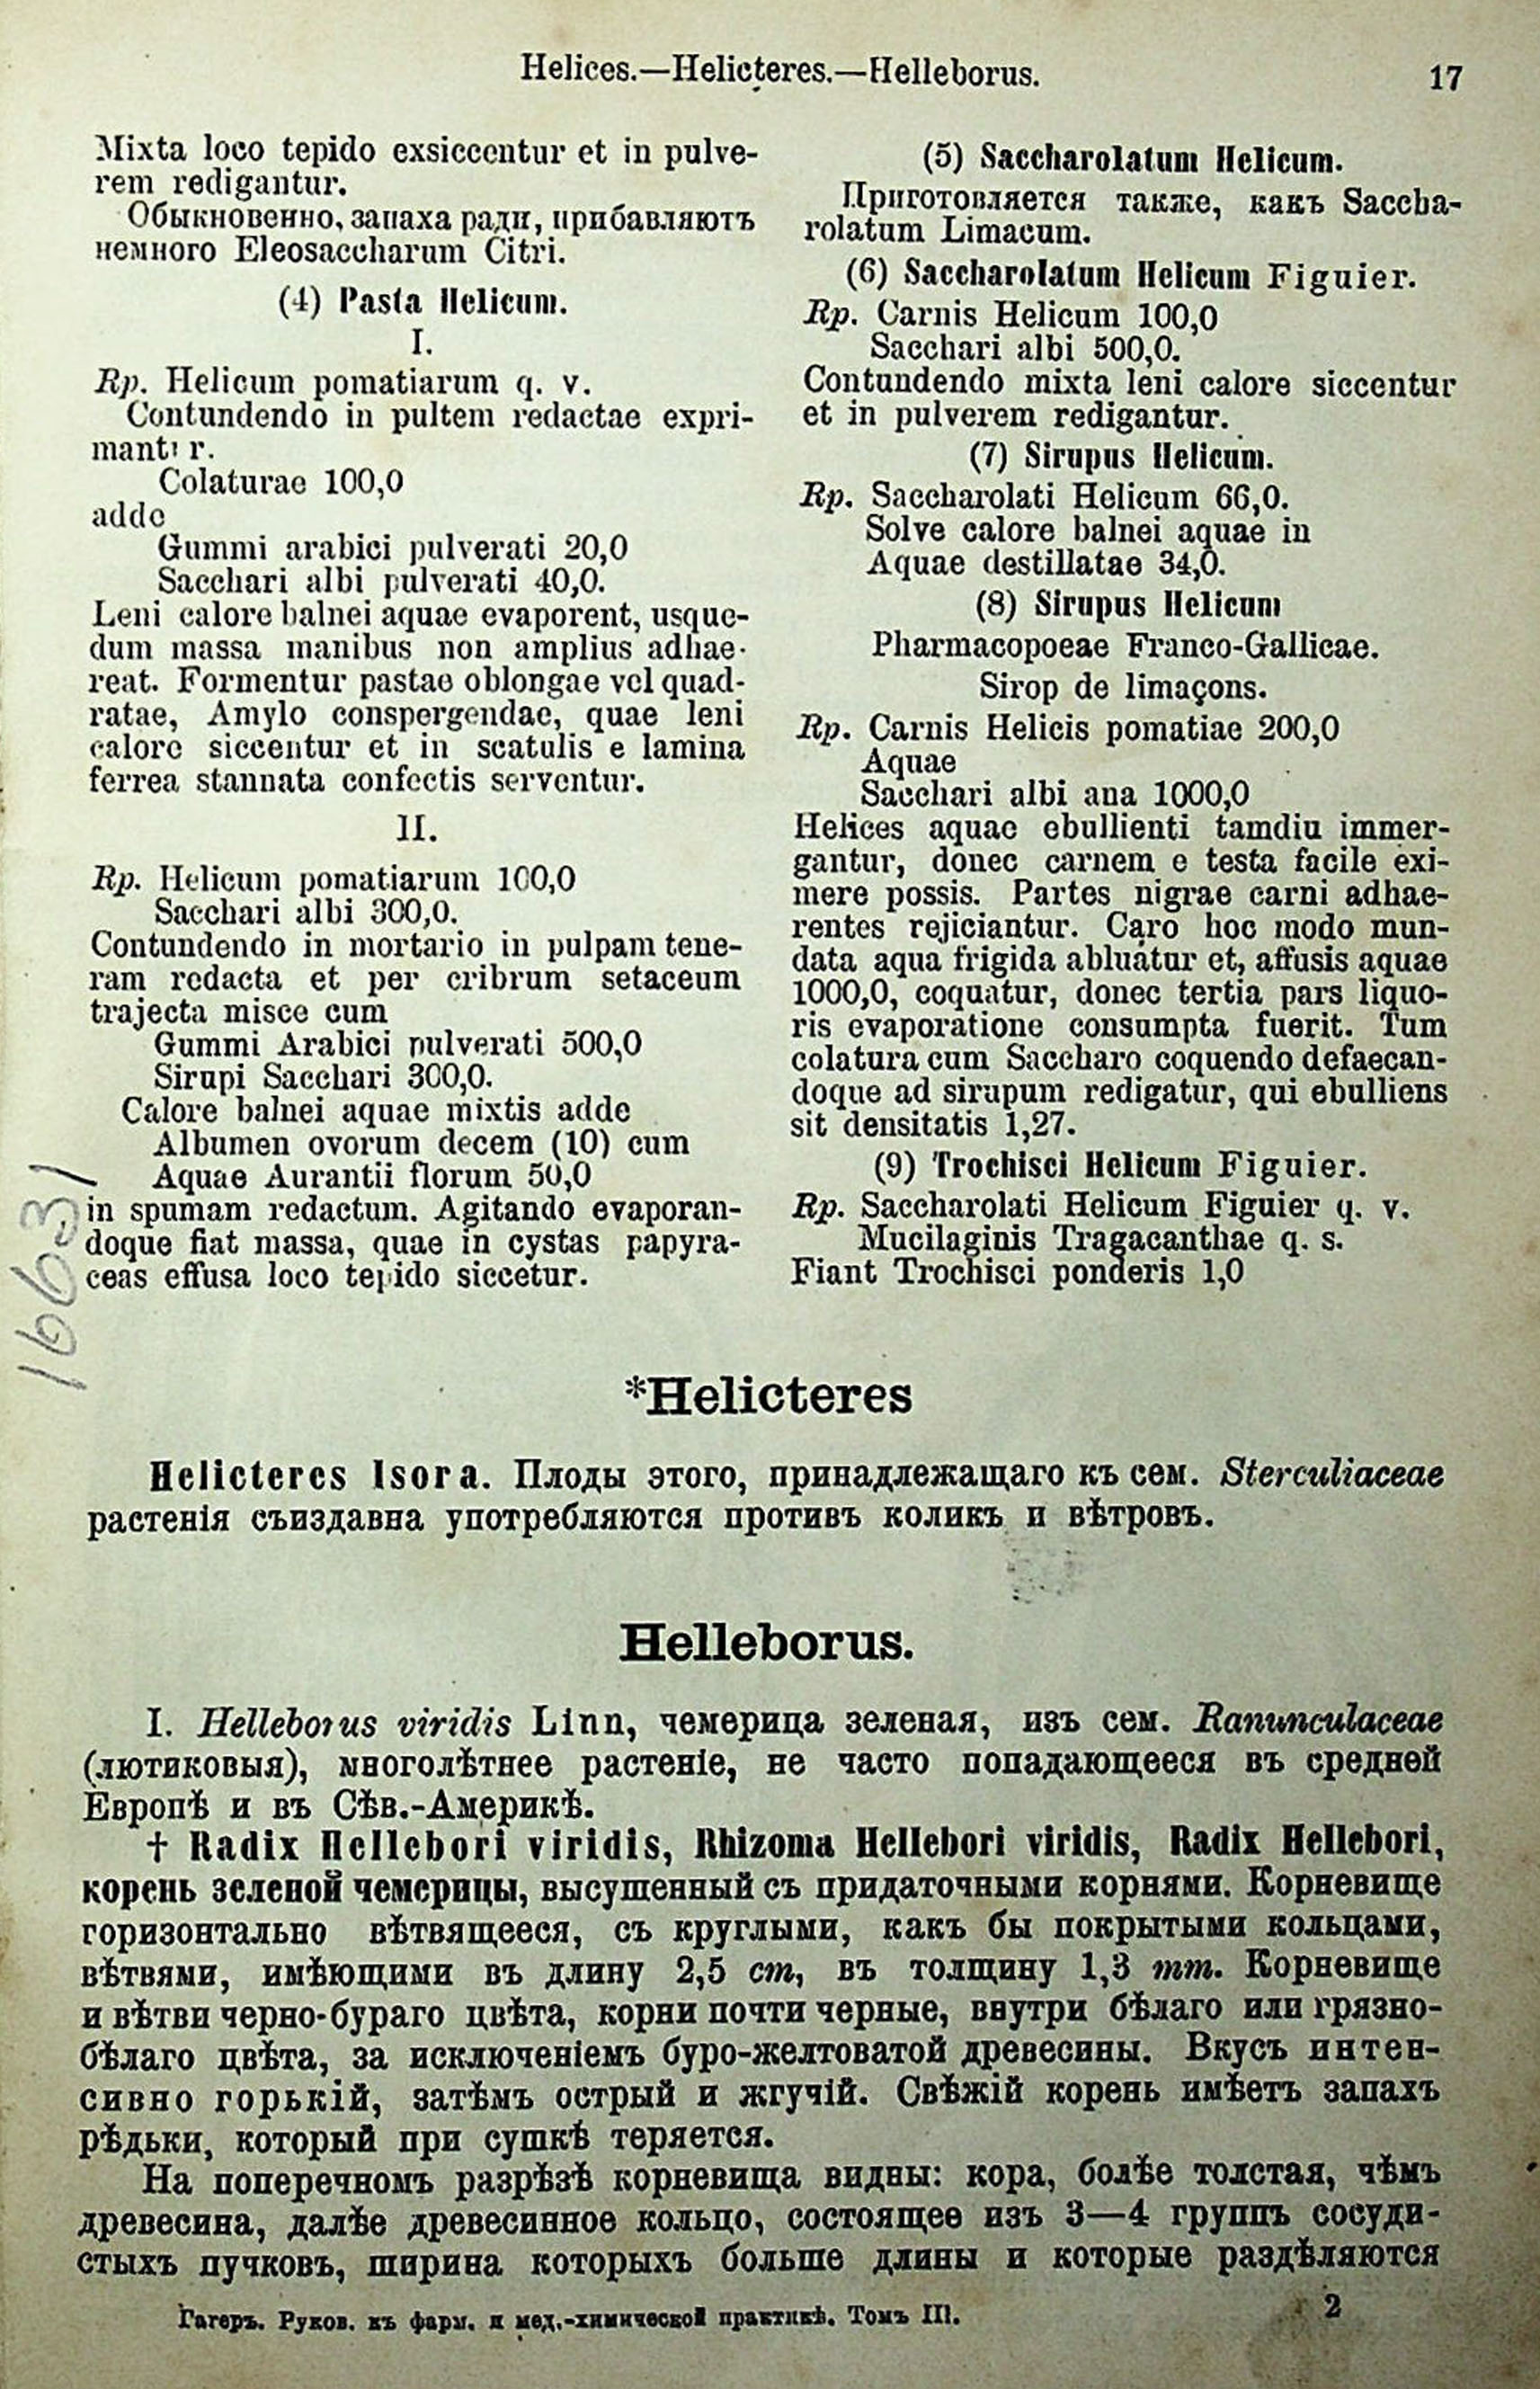 Helices.—Helicteres.—Helleborus.
17
Mixta loco tepido exsiccentur et in pulve-
rem redigantur.
Обыкновенно, запаха ради, прибавляютъ
немного Eleosaccharum Citri.
(4) Pasta Helicum.
I.
Rp. Helicum pomatiarum q. v.
Contundendo in pultem redactae expri-
mantur.
Colaturae 100,0
adde
Gummi arabici pulverati 20,0
Sacchari albi pulverati 40,0.
Leni calore balnei aquae evaporent, usque-
dum massa manibus non amplius adhae-
reat. Formentur pastae oblongae vel quad-
ratae, Amylo conspergendae, quae leni
calore siccentur et in scatulis e lamina
ferrea stannata confectis serventur.
II.
Rp. Helicum pomatiarum 100,0
Sacchari albi 300,0.
Contundendo in mortario in pulpam tene-
ram redacta et per cribrum setaceum
trajecta misce cum
Gummi Arabici pulverati 500,0
Sirupi Sacchari 300,0.
Calore balnei aquae mixtis adde
Albumen ovorum decem (10) cum
Aquae Aurantii florum 50,0
in spumam redactum. Agitando evaporan-
doque fiat massa, quae in cystas papyra-
ceas effusa loco tepido siccetur.
16631
(5) Saccharolatum Helicum.
Приготовляется также, какъ Saccha-
rolatum Limacum.
(6) Saccharolatum Helicum Figuier.
Rp. Carnis Helicum 100,0
Sacchari albi 500,0.
Contundendo mixta leni calore siccentur
et in pulverem redigantur.
(7) Sirupus Helicum.
Rp. Saccharolati Helicum 66,0.
Solve calore balnei aquae in
Aquae destillatae 34,0.
(8) Sirupus Helicum
Pharmacopoeae Franco-Gallicae.
Sirop de limaçons.
Rp. Carnis Helicis pomatiae 200,0
Aquae
Sacchari albi ana 1000,0
Helices aquae ebullienti tamdiu immer-
gantur, donec carnem e testa facile exi-
mere possis. Partes nigrae carni adhae-
rentes rejiciantur. Caro hoc modo mun-
data aqua frigida abluatur et, affusis aquae
1000,0, coquatur, donec tertia pars liquo-
ris evaporatione consumpta fuerit. Tum
colatura cum Saccharo coquendo defaecan-
doque ad sirupum redigatur, qui ebulliens
sit densitatis 1,27.
(9) Trochisci Helicum Figuier.
Rp. Saccharolati Helicum Figuier q. v.
Mucilaginis Tragacanthae q. s.
Fiant Trochisci ponderis 1,0
*Helicteres
Helicteres Isora. Плоды этого, принадлежащаго къ сем. Sterculiaceae
растенія съиздавна употребляются противъ коликъ и вѣтровъ.
Helleborus.
I. Helleborus viridis Linn, чемерица зеленая, изъ сем. Ranunculaceae
(лютиковыя), многолѣтнее растеніе, не часто попадающееся въ средней
Европѣ и въ Сѣв.-Америкѣ.
† Radix Hellebori viridis, Rhizoma Hellebori viridis, Radix Hellebori,
корень зеленой чемерицы, высушенный съ придаточными корнями. Корневище
горизонтально вѣтвящееся, съ круглыми, какъ бы покрытыми кольцами,
вѣтвями, имѣющими въ длину 2,5 cm, въ толщину 1,3 mm. Корневище
и вѣтви черно-бураго цвѣта, корни почти черные, внутри бѣлаго или грязно-
бѣлаго цвѣта, за исключеніемъ буро-желтоватой древесины. Вкусъ интен-
сивно горькій, затѣмъ острый и жгучій. Свѣжій корень имѣетъ запахъ
рѣдьки, который при сушкѣ теряется.
На поперечномъ разрѣзѣ корневища видны: кора, болѣе толстая, чѣмъ
древесина, далѣе древесинное кольцо, состоящее изъ 3—4 группъ сосуди-
стыхъ пучковъ, ширина которыхъ больше длины и которые раздѣляются
Гагеръ. Руков. къ фарм. и мед.-химической практикѣ. Томъ III.
2